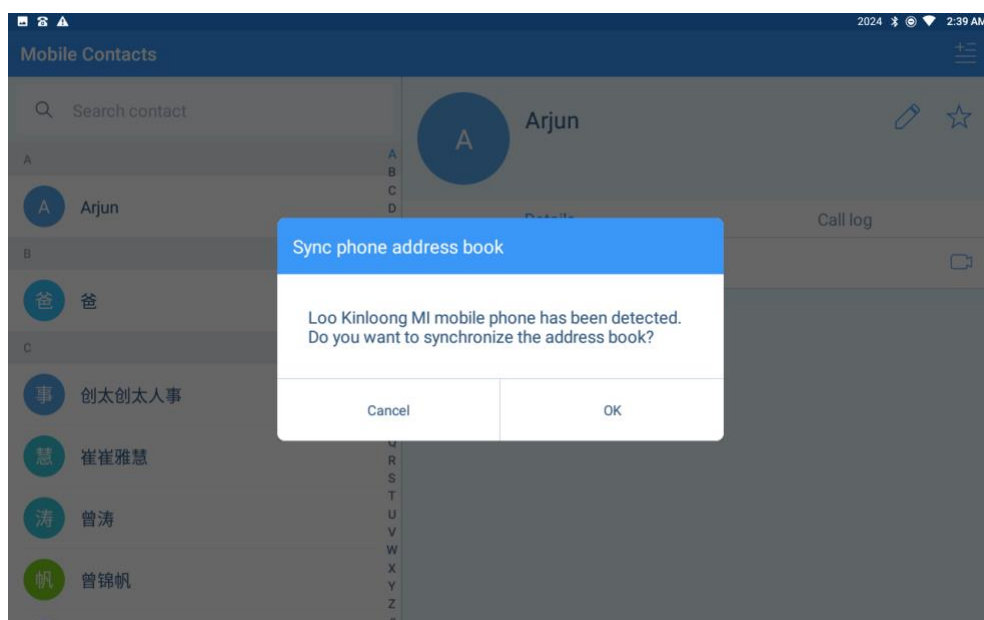 2024 2:39 AM
Mobile Contacts
Search contact
A
A Arjun
B
爸 爸
C
事 创太创太人事
慧 崔崔雅慧
涛 曾涛
帆 曾锦帆
A
B
C
D
Q
R
S
T
U
V
W
X
Y
Z
A
Arjun
Details
Call log
Sync phone address book
Loo Kinloong MI mobile phone has been detected.
Do you want to synchronize the address book?
Cancel
OK